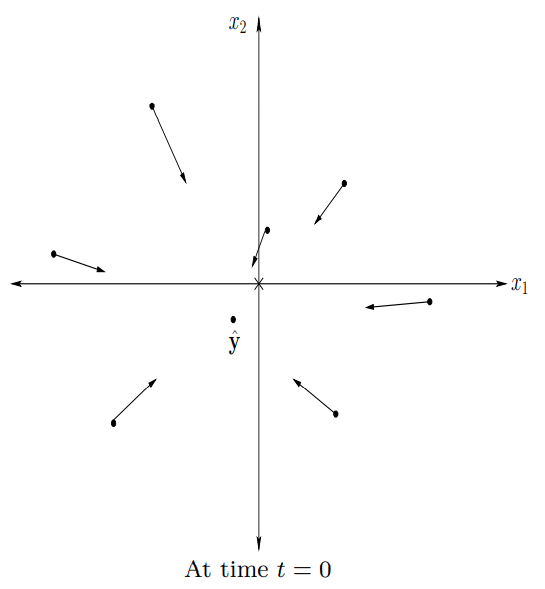 x₂
x₁
ŷ
At time t = 0